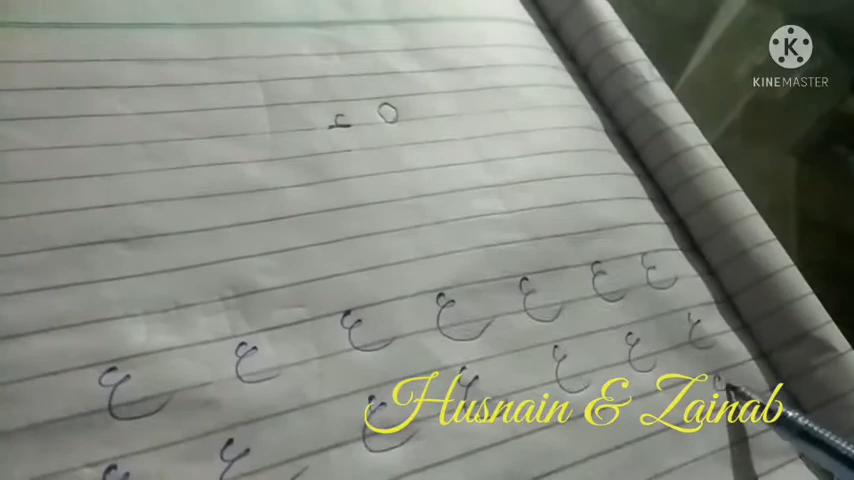 KINEMASTER
ه ء
ع ع ع ع ع ع ع
ع ع ع ع ع ع
ع ع ع
Husnain & Zainab